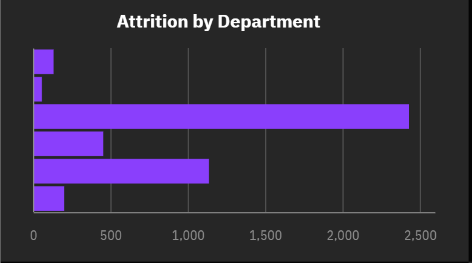 Attrition by Department
0 500 1,000 1,500 2,000 2,500